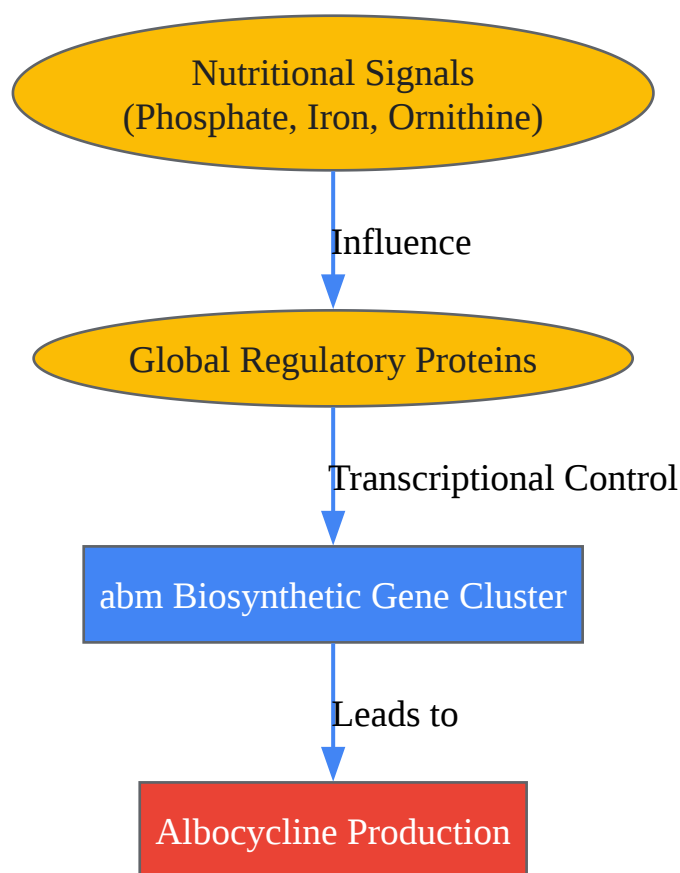 Nutritional Signals
(Phosphate, Iron, Ornithine)
Influence
Global Regulatory Proteins
Transcriptional Control
abm Biosynthetic Gene Cluster
Leads to
Albocycline Production